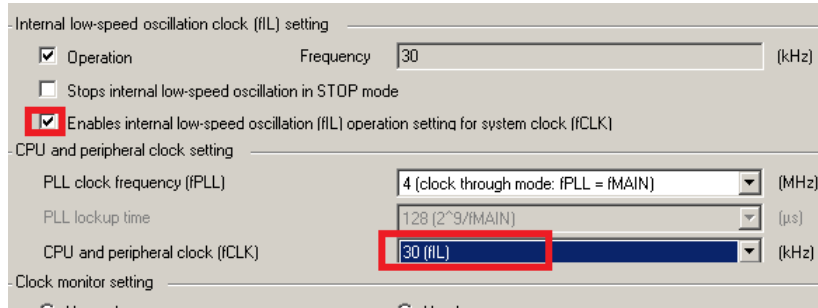 Internal low-speed oscillation clock (fIL) setting
Operation Frequency 30 (kHz)
Stops internal low-speed oscillation in STOP mode
Enables internal low-speed oscillation (fIL) operation setting for system clock (fCLK)
CPU and peripheral clock setting
PLL clock frequency (fPLL) 4 (clock through mode: fPLL = fMAIN) (MHz)
PLL lockup time 128 (2^9/fMAIN) (μs)
CPU and peripheral clock (fCLK) 30 (fIL) (kHz)
Clock monitor setting